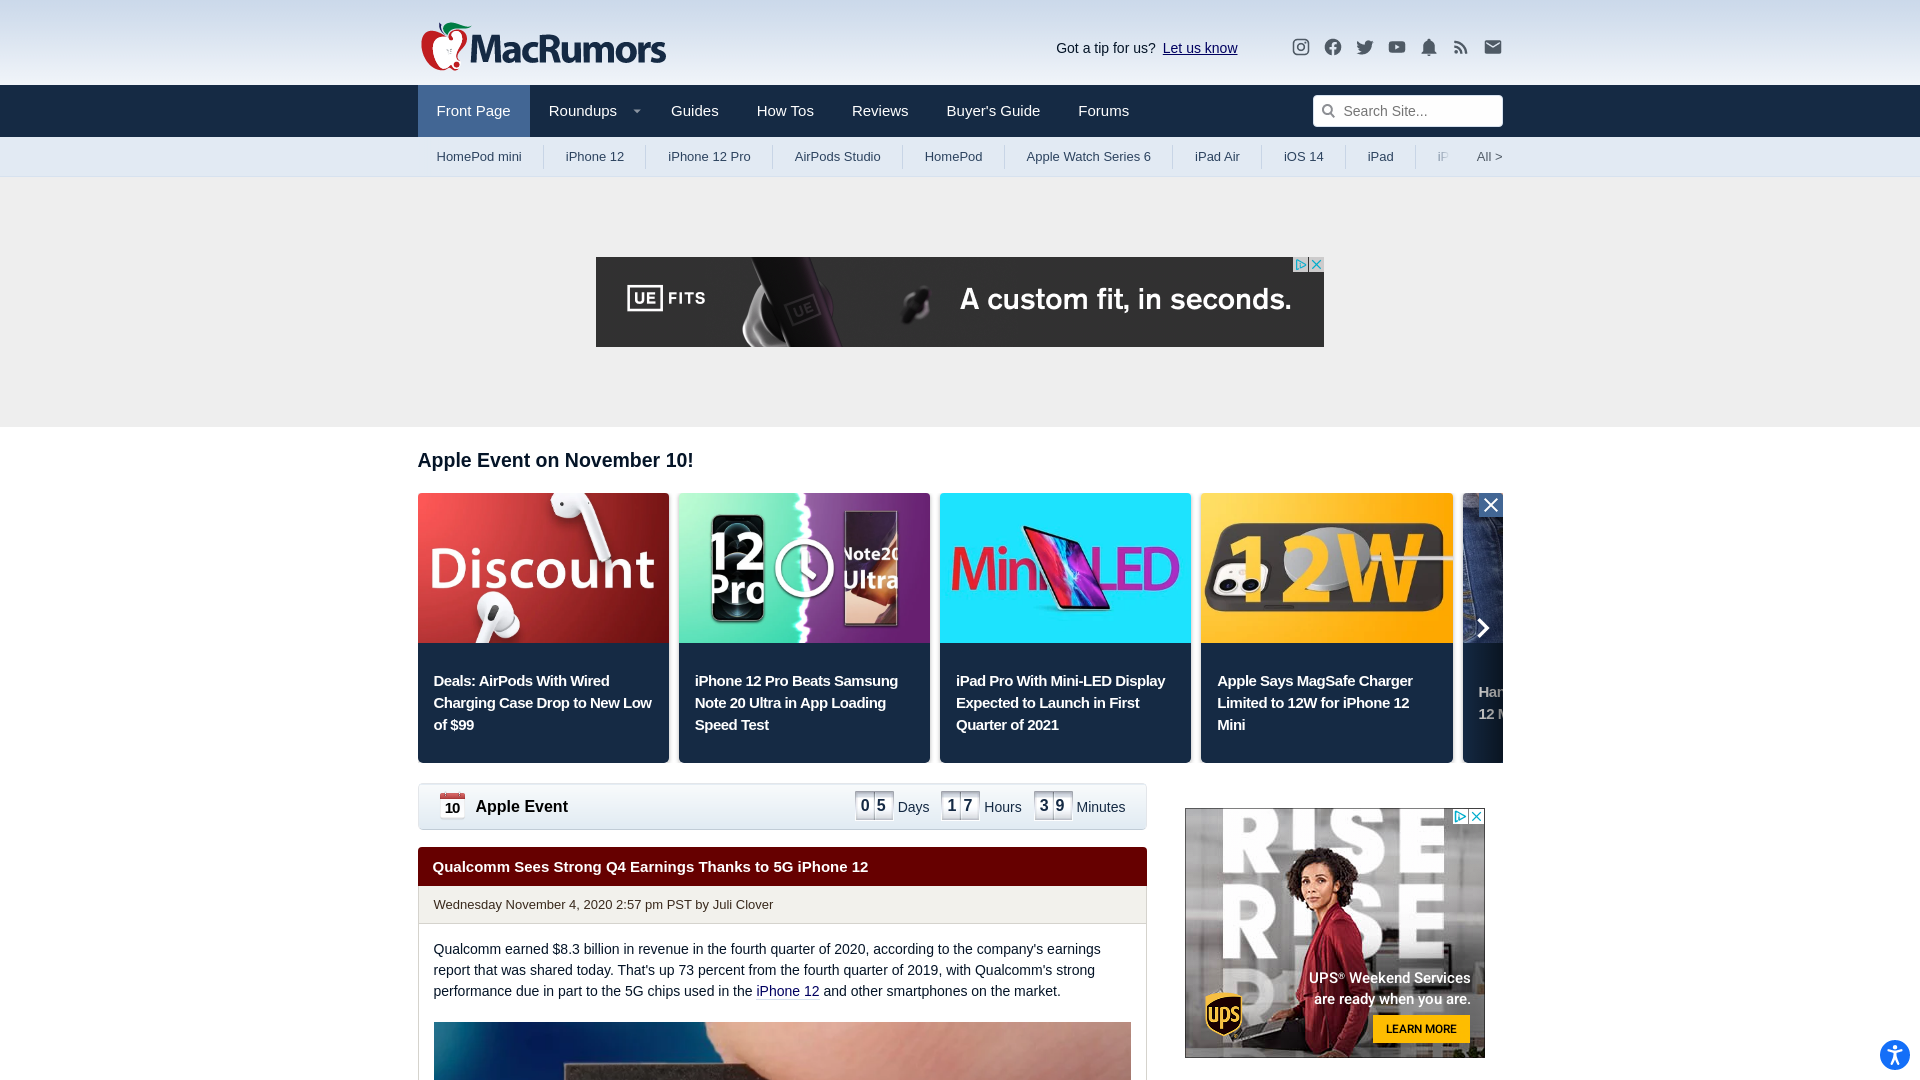 MacRumors
Got a tip for us? Let us know
Front Page
Roundups
Guides
How Tos
Reviews
Buyer's Guide
Forums
Search Site...
HomePod mini
iPhone 12
iPhone 12 Pro
AirPods Studio
HomePod
Apple Watch Series 6
iPad Air
iOS 14
iPad
iP
All >
UE FITS
A custom fit, in seconds.
UE
Apple Event on November 10!
Discount
12
Pro
Note20
Ultra
Mini LED
12W
Deals: AirPods With Wired
Charging Case Drop to New Low
of $99
iPhone 12 Pro Beats Samsung
Note 20 Ultra in App Loading
Speed Test
iPad Pro With Mini-LED Display
Expected to Launch in First
Quarter of 2021
Apple Says MagSafe Charger
Limited to 12W for iPhone 12
Mini
Han
12 M
10
Apple Event
05 Days 17 Hours 39 Minutes
Qualcomm Sees Strong Q4 Earnings Thanks to 5G iPhone 12
Wednesday November 4, 2020 2:57 pm PST by Juli Clover
Qualcomm earned $8.3 billion in revenue in the fourth quarter of 2020, according to the company's earnings
report that was shared today. That's up 73 percent from the fourth quarter of 2019, with Qualcomm's strong
performance due in part to the 5G chips used in the iPhone 12 and other smartphones on the market.
RISE
RISE
UPS® Weekend Services
are ready when you are.
ups
LEARN MORE